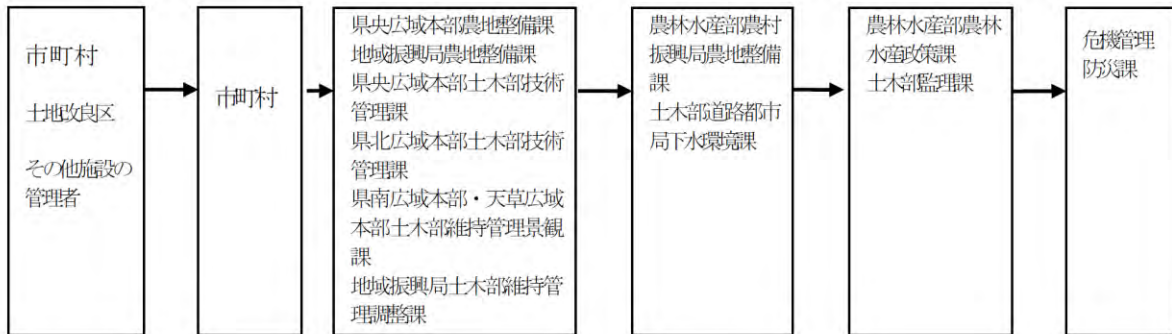 市町村
土地改良区
その他施設の
管理者
市町村
県央広域本部農地整備課
地域振興局農地整備課
県央広域本部土木部技術
管理課
県北広域本部土木部技術
管理課
県南広域本部・天草広域
本部土木部維持管理景観
課
地域振興局土木部維持管
理調整課
農林水産部農村
振興局農地整備
課
土木部道路都市
局下水環境課
農林水産部農林
水産政策課
土木部監理課
危機管理
防災課